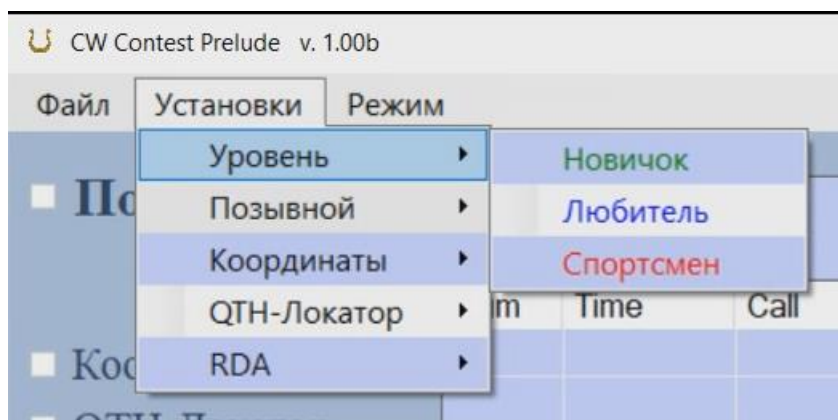 CW Contest Prelude v. 1.00b
Файл Установки Режим
Уровень
Новичок
Позывной
Любитель
Координаты
Спортсмен
QTH-Локатор
Time Call
RDA